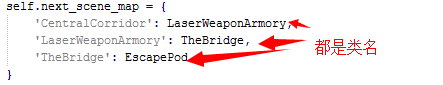 self.next_scene_map = {
'CentralCorridor': LaserWeaponArmory,
'LaserWeaponArmory': TheBridge,
都是类名
'TheBridge': EscapePod
}